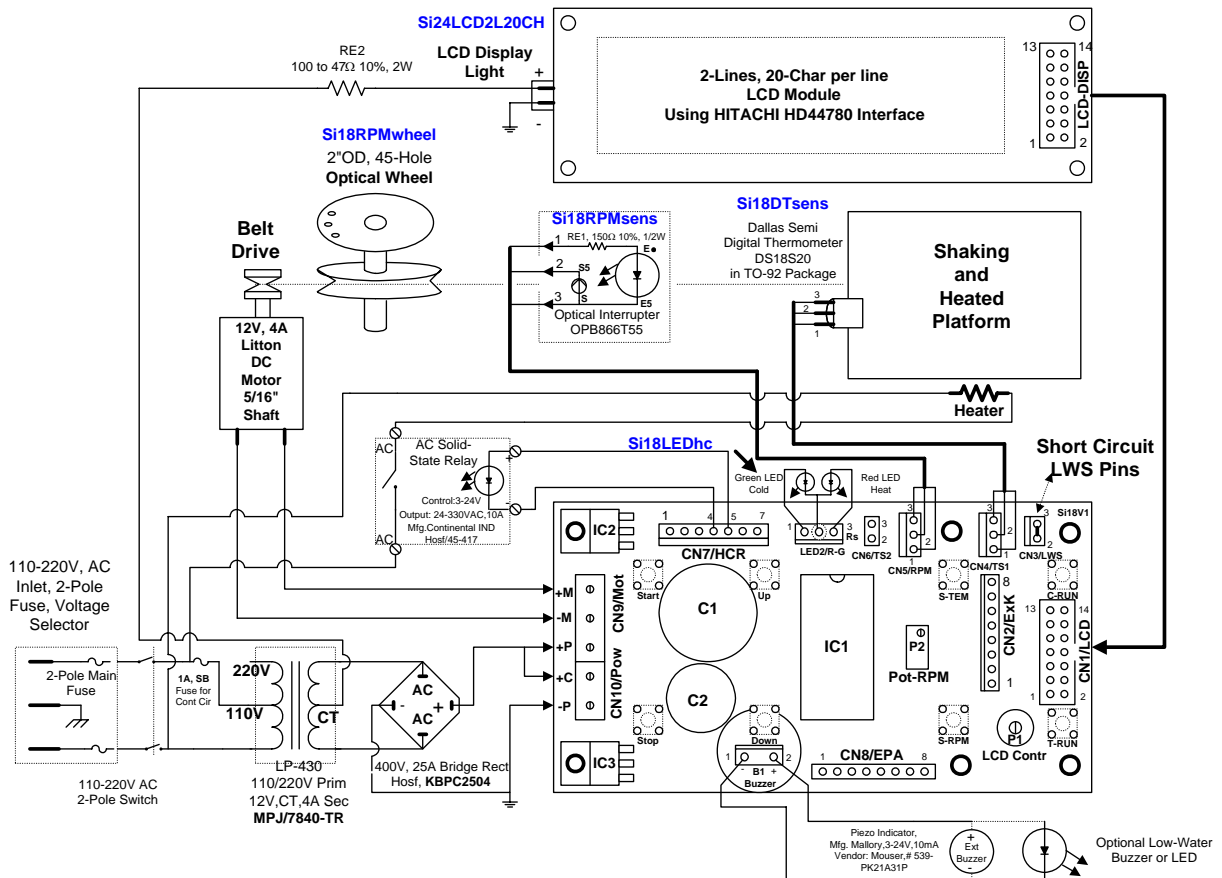 Si24LCD2L20CH
RE2
100 to 47Ω 10%, 2W
LCD Display
Light
+
-
2-Lines, 20-Char per line
LCD Module
Using HITACHI HD44780 Interface
13
14
LCD-DISP
1
2
Si18RPMwheel
2"OD, 45-Hole
Optical Wheel
Belt
Drive
Si18RPMsens
RE1, 150Ω 10%, 1/2W
1
2
3
S5
S
E
E5
Optical Interrupter
OPB866T55
Si18DTsens
Dallas Semi
Digital Thermometer
DS18S20
in TO-92 Package
3
2
1
Shaking
and
Heated
Platform
12V, 4A
Litton
DC
Motor
5/16"
Shaft
Heater
AC
AC Solid-
State Relay
+
-
Control:3-24V
Output: 24-330VAC,10A
Mfg.Continental IND
Hosf/45-417
AC
Si18LEDhc
Green LED
Cold
Red LED
Heat
Short Circuit
LWS Pins
IC2
1
4
5
7
CN7/HCR
1
3
Rs
LED2/R-G
3
2
CN6/TS2
3
2
1
CN5/RPM
3
2
1
CN4/TS1
3
2
CN3/LWS
Si18V1
Start
Up
S-TEM
C-RUN
110-220V, AC
Inlet, 2-Pole
Fuse, Voltage
Selector
2-Pole Main
Fuse
1A, SB
Fuse for
Cont Cir
220V
110V
CT
AC
-
+
AC
+M
-M
+P
+C
-P
CN9/Mot
CN10/Pow
C1
C2
IC1
P2
Pot-RPM
8
CN2/ExK
1
13
14
CN1/LCD
1
2
Stop
Down
S-RPM
P1
LCD Contr
T-RUN
IC3
1
2
-
B1
+
Buzzer
CN8/EPA
1
8
110-220V AC
2-Pole Switch
LP-430
110/220V Prim
12V,CT,4A Sec
MPJ/7840-TR
400V, 25A Bridge Rect
Hosf, KBPC2504
Piezo Indicator,
Mfg. Mallory,3-24V,10mA
Vendor: Mouser,# 539-
PK21A31P
+
Ext
Buzzer
-
Optional Low-Water
Buzzer or LED